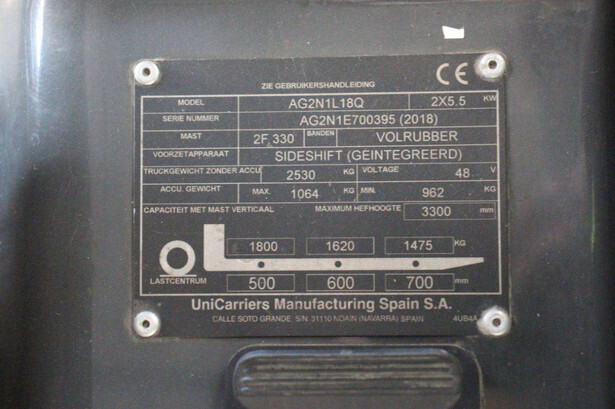 ZIE GEBRUIKERSHANDLEIDING
CE
MODEL AG2N1L18Q 2X5.5 KW
SERIE NUMMER AG2N1E700395 (2018)
MAST 2F 330 BANDEN VOLRUBBER
VOORZETAPPARAAT SIDESHIFT (GEINTEGREERD)
TRUCKGEWICHT ZONDER ACCU 2530 KG VOLTAGE 48 V
ACCU. GEWICHT MAX. 1064 KG MIN. 962 KG
CAPACITEIT MET MAST VERTICAAL MAXIMUM HEFHOOGTE 3300 mm
1800 1620 1475 KG
LASTCENTRUM 500 600 700 mm
UniCarriers Manufacturing Spain S.A.
CALLE SOTO GRANDE, S/N. 31110 NOAIN (NAVARRA) SPAIN 4UB4A